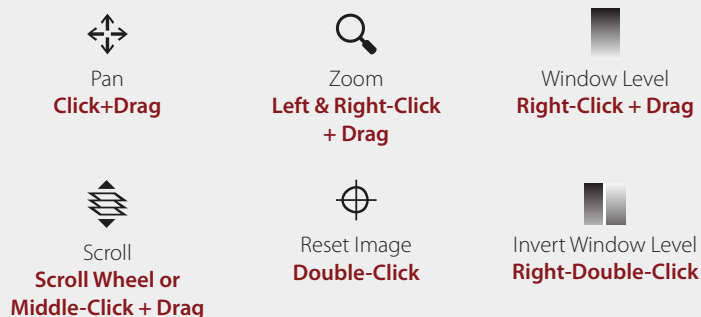 Pan
Click+Drag
Zoom
Left & Right-Click
+ Drag
Window Level
Right-Click + Drag
Scroll
Scroll Wheel or
Middle-Click + Drag
Reset Image
Double-Click
Invert Window Level
Right-Double-Click